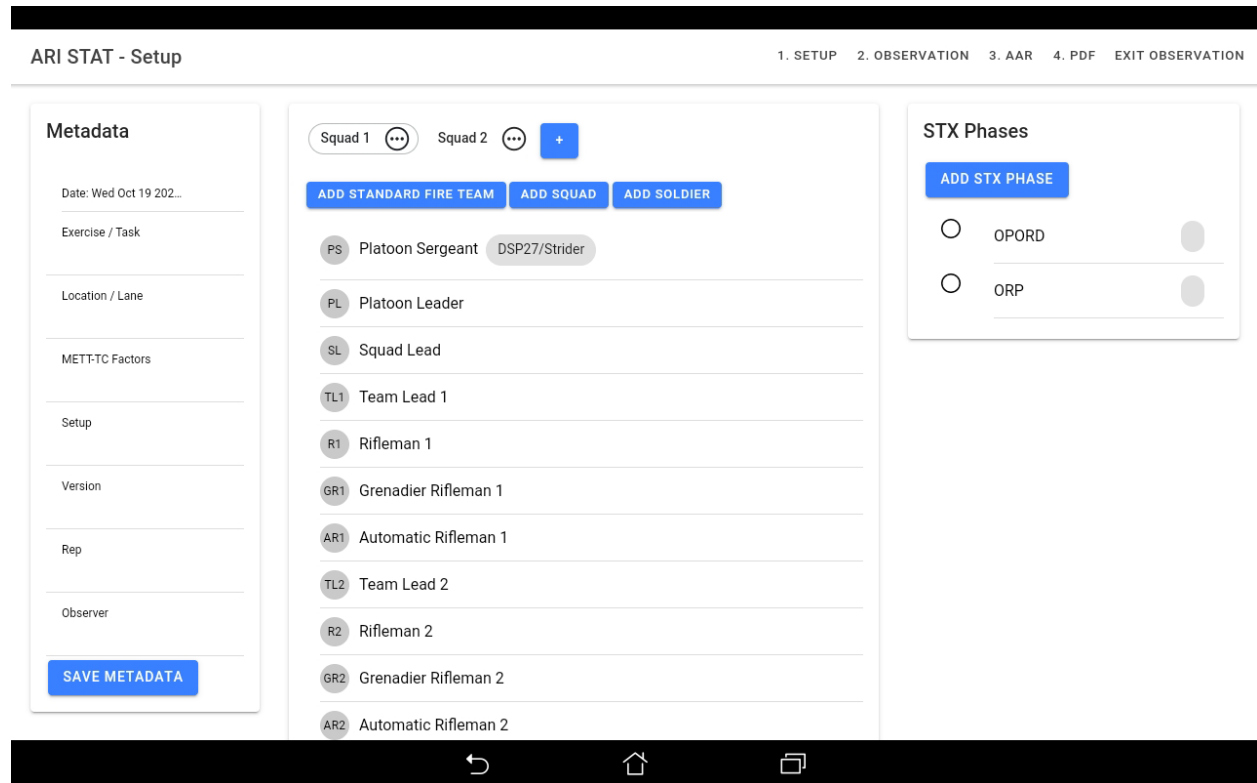 ARI STAT - Setup
1. SETUP 2. OBSERVATION 3. AAR 4. PDF EXIT OBSERVATION
Metadata
Date: Wed Oct 19 202...
Exercise / Task
Location / Lane
METT-TC Factors
Setup
Version
Rep
Observer
SAVE METADATA
Squad 1 Squad 2 +
ADD STANDARD FIRE TEAM ADD SQUAD ADD SOLDIER
PS Platoon Sergeant DSP27/Strider
PL Platoon Leader
SL Squad Lead
TL1 Team Lead 1
R1 Rifleman 1
GR1 Grenadier Rifleman 1
AR1 Automatic Rifleman 1
TL2 Team Lead 2
R2 Rifleman 2
GR2 Grenadier Rifleman 2
AR2 Automatic Rifleman 2
STX Phases
ADD STX PHASE
OPORD
ORP